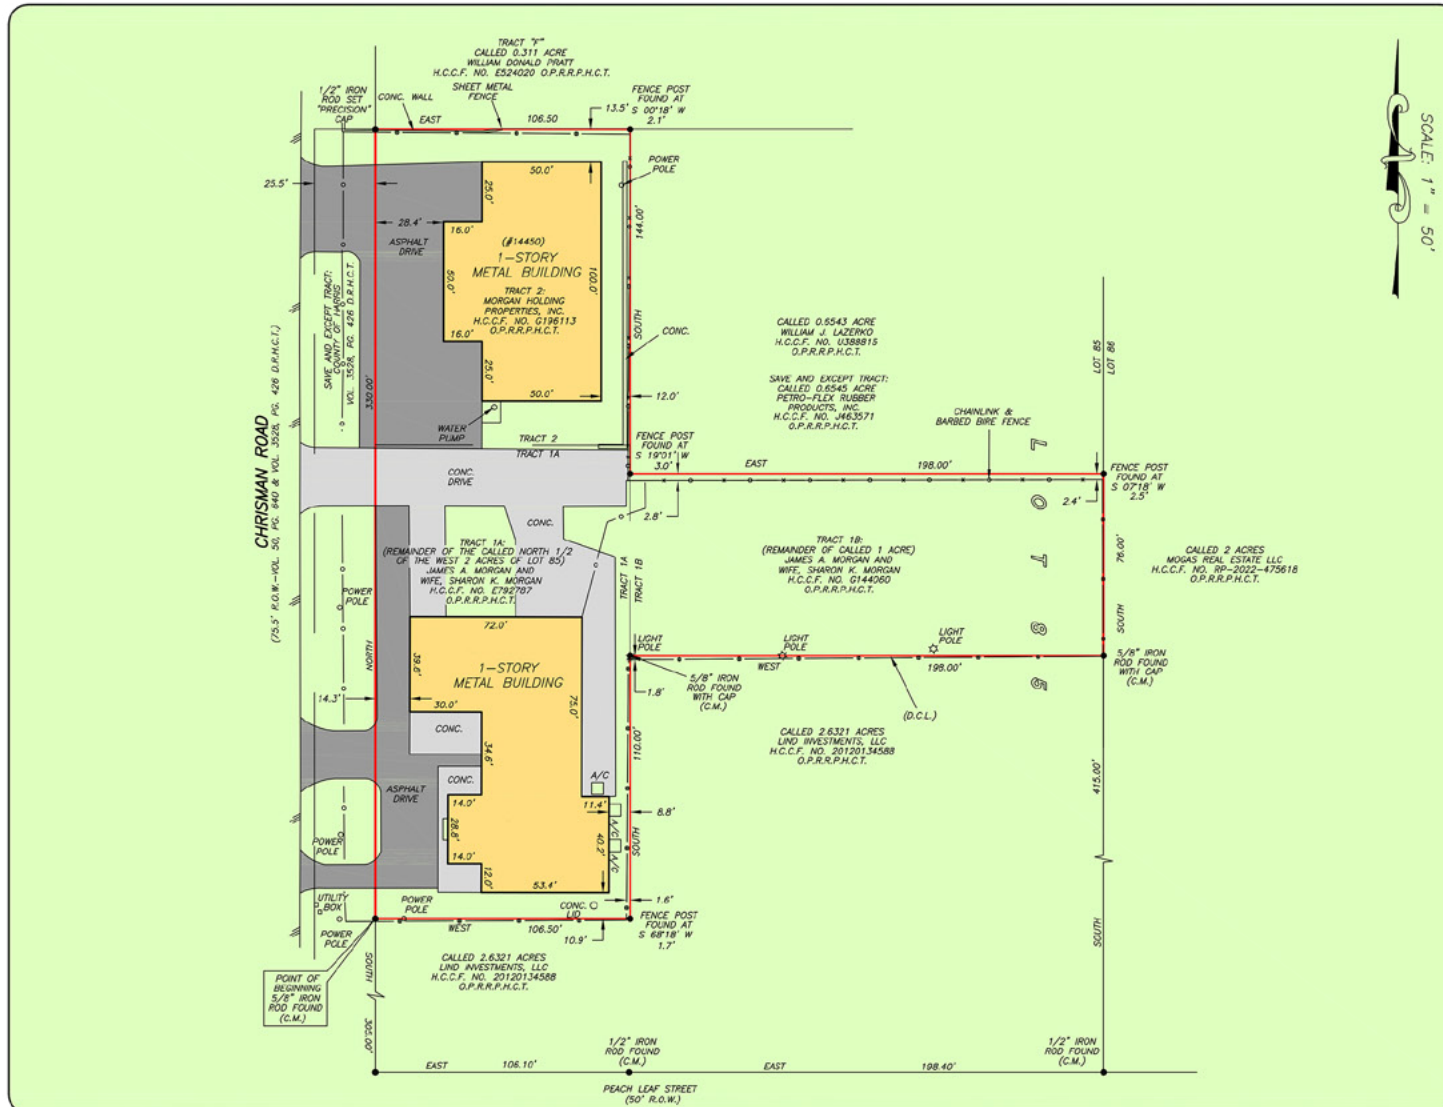 TRACT "F"
CALLED 0.311 ACRE
WILLIAM DONALD PRATT
H.C.C.F. NO. E524020 O.P.R.R.P.H.C.T.
1/2" IRON
ROD SET
"PRECISION"
CAP
CONC. WALL
SHEET METAL
FENCE
EAST
106.50
13.5'
FENCE POST
FOUND AT
S 00°18' W
2.1'
SCALE: 1" = 50'
POWER
POLE
25.5'
28.4'
ASPHALT
DRIVE
50.0'
25.0'
16.0'
50.0'
16.0'
25.0'
50.0'
100.0'
(#14450)
1-STORY
METAL BUILDING
TRACT 2:
MORGAN HOLDING
PROPERTIES, INC.
H.C.C.F. NO. G196113
O.P.R.R.P.H.C.T.
144.00'
SOUTH
CONC.
12.0'
SAVE AND EXCEPT TRACT:
COUNTY OF HARRIS
VOL. 3528, PG. 426 D.R.H.C.T.
330.00'
CHRISMAN ROAD
(75.5' R.O.W.-VOL. 50, PG. 640 & VOL. 3528, PG. 426 D.R.H.C.T.)
CALLED 0.6543 ACRE
WILLIAM J. LAZERKO
H.C.C.F. NO. U388815
O.P.R.R.P.H.C.T.
SAVE AND EXCEPT TRACT:
CALLED 0.6545 ACRE
PETRO-FLEX RUBBER
PRODUCTS, INC.
H.C.C.F. NO. J463571
O.P.R.R.P.H.C.T.
LOT 85
LOT 86
CHAINLINK &
BARBED BIRE FENCE
WATER
PUMP
TRACT 2
TRACT 1A
FENCE POST
FOUND AT
S 19°01' W
3.0'
EAST
198.00'
FENCE POST
FOUND AT
S 07°18' W
2.5'
2.4'
2.8'
CONC.
DRIVE
CONC.
LOT 85
TRACT 1A:
(REMAINDER OF THE CALLED NORTH 1/2
OF THE WEST 2 ACRES OF LOT 85)
JAMES A. MORGAN AND
WIFE, SHARON K. MORGAN
H.C.C.F. NO. E792787
O.P.R.R.P.H.C.T.
TRACT 1A
TRACT 1B
TRACT 1B:
(REMAINDER OF CALLED 1 ACRE)
JAMES A. MORGAN AND
WIFE, SHARON K. MORGAN
H.C.C.F. NO. G144060
O.P.R.R.P.H.C.T.
76.00'
SOUTH
CALLED 2 ACRES
MOGAS REAL ESTATE LLC
H.C.C.F. NO. RP-2022-475618
O.P.R.R.P.H.C.T.
POWER
POLE
NORTH
14.3'
72.0'
39.6'
30.0'
1-STORY
METAL BUILDING
75.0'
34.6'
CONC.
CONC.
LIGHT
POLE
LIGHT
POLE
LIGHT
POLE
WEST
198.00'
1.8'
5/8" IRON
ROD FOUND
WITH CAP
(C.M.)
5/8" IRON
ROD FOUND
WITH CAP
(C.M.)
(D.C.L.)
CALLED 2.6321 ACRES
LIND INVESTMENTS, LLC
H.C.C.F. NO. 20120134588
O.P.R.R.P.H.C.T.
110.00'
SOUTH
415.00'
SOUTH
ASPHALT
DRIVE
14.0'
28.8'
14.0'
12.0'
53.4'
40.2'
11.4'
A/C
A/C
A/C
8.8'
POWER
POLE
UTILITY
BOX
POWER
POLE
POWER
POLE
CONC.
LID
1.6'
WEST
106.50'
10.9'
FENCE POST
FOUND AT
S 68°18' W
1.7'
CALLED 2.6321 ACRES
LIND INVESTMENTS, LLC
H.C.C.F. NO. 20120134588
O.P.R.R.P.H.C.T.
POINT OF
BEGINNING
5/8" IRON
ROD FOUND
(C.M.)
SOUTH
305.00'
1/2" IRON
ROD FOUND
(C.M.)
1/2" IRON
ROD FOUND
(C.M.)
EAST
106.10'
EAST
198.40'
PEACH LEAF STREET
(50' R.O.W.)